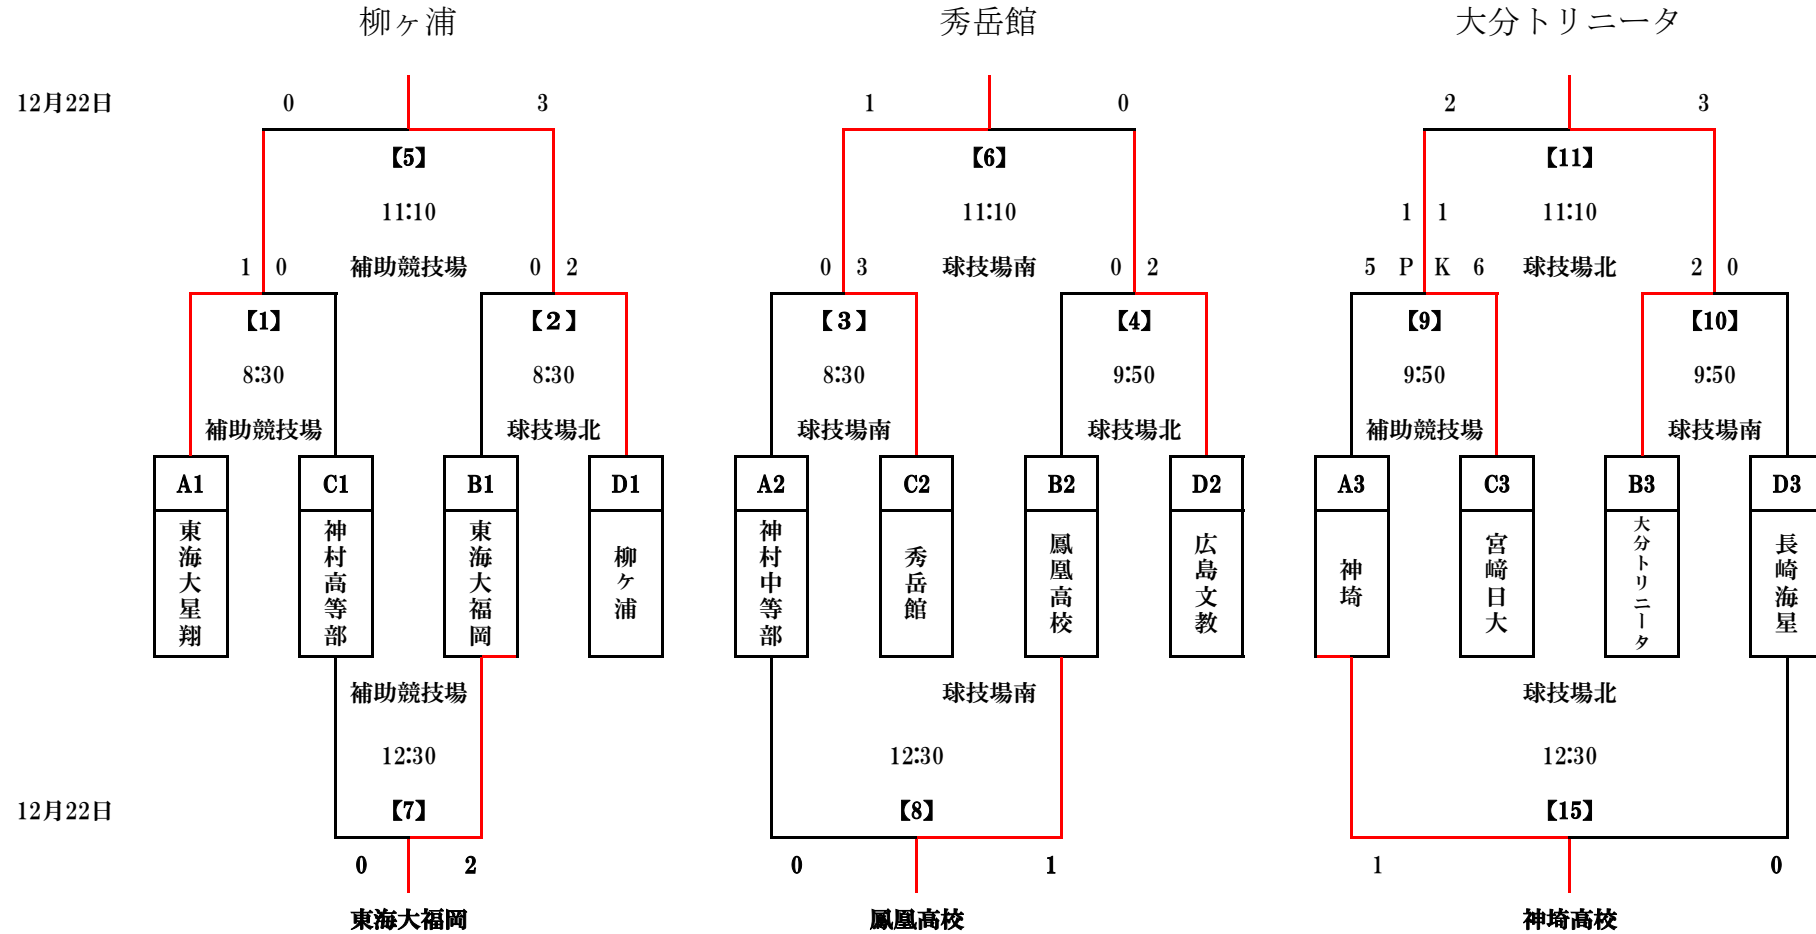 柳ヶ浦 秀岳館 大分トリニータ
12月22日 0 3 1 0 2 3
【5】 【6】 【11】
11:10 11:10 1 1 11:10
1 0 補助競技場 0 2 0 3 球技場南 0 2 5 P K 6 球技場北 2 0
【1】 【2】 【3】 【4】 【9】 【10】
8:30 8:30 8:30 9:50 9:50 9:50
補助競技場 球技場北 球技場南 球技場北 補助競技場 球技場南
A1 C1 B1 D1 A2 C2 B2 D2 A3 C3 B3 D3
東海大星翔
神村高等部
東海大福岡
柳ケ浦
神村中等部
秀岳館
鳳凰高校
広島文教
神埼
宮﨑日大
大分トリニータ
長崎海星
補助競技場 球技場南 球技場北
12:30 12:30 12:30
12月22日 【7】 【8】 【15】
0 2 0 1 1 0
東海大福岡 鳳凰高校 神埼高校